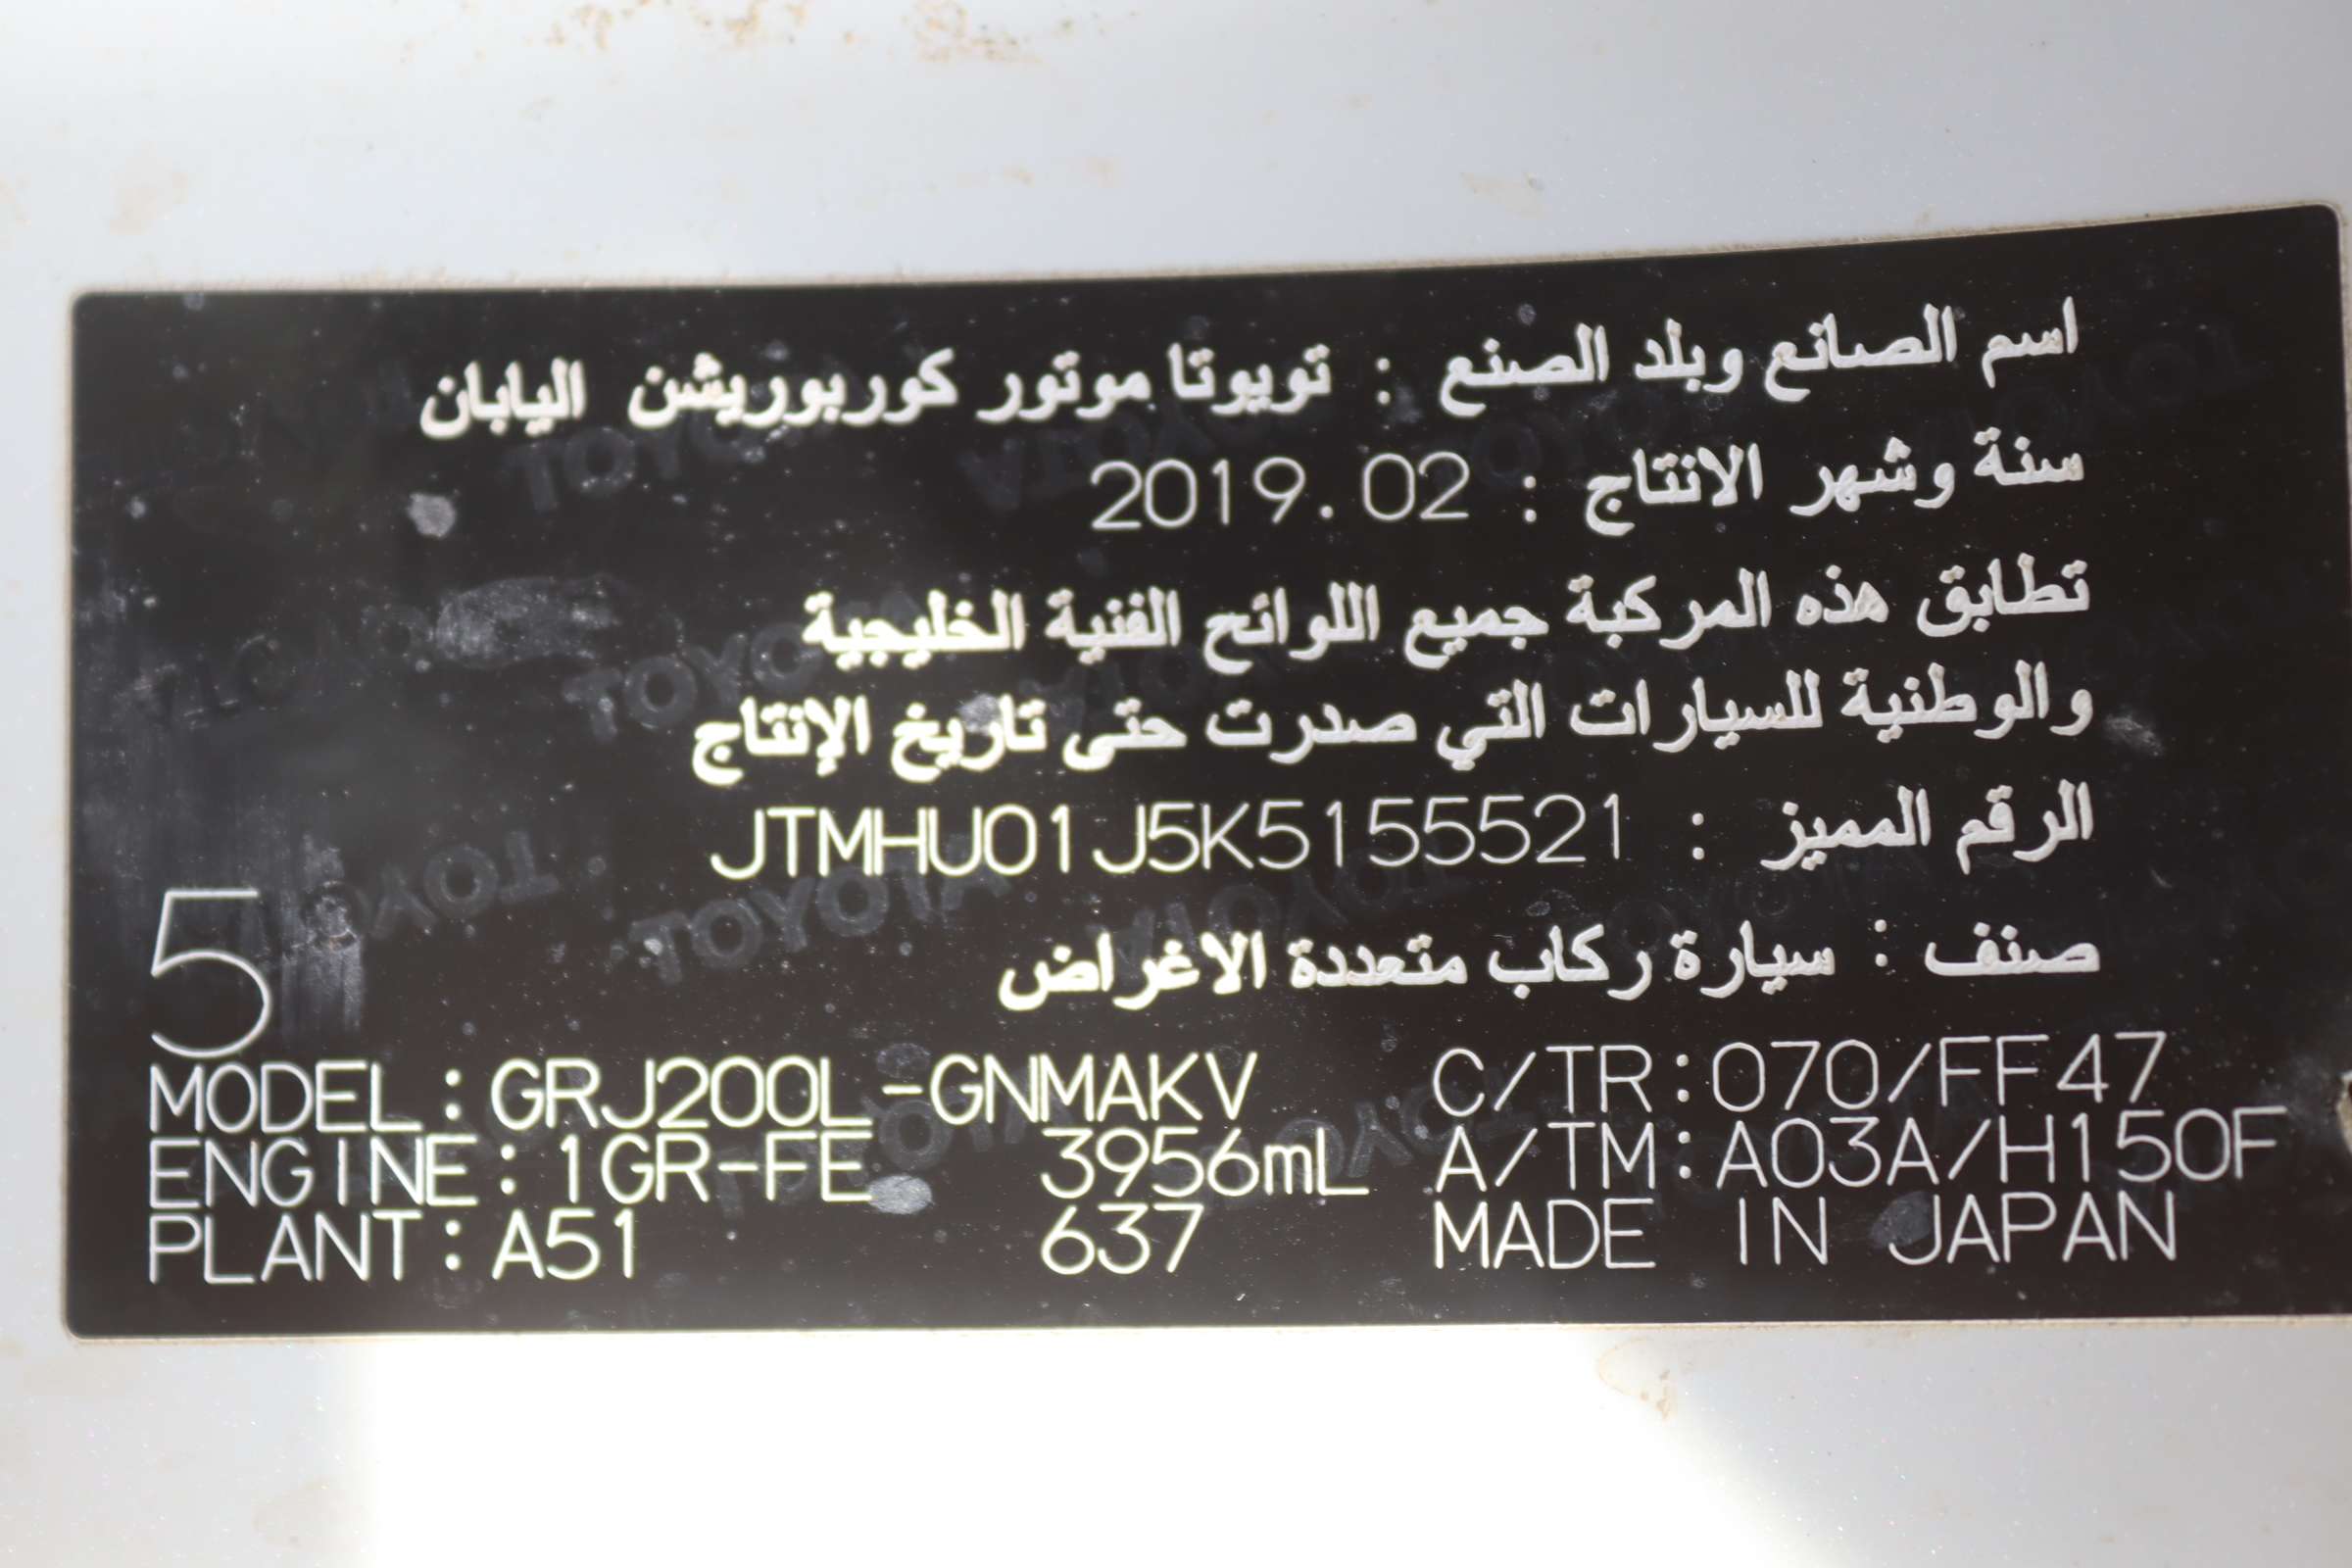 اسم الصانع وبلد الصنع : تويوتا موتور كوربوريشن اليابان
سنة وشهر الانتاج : 2019.02
تطابق هذه المركبة جميع اللوائح الفنية الخليجية
والوطنية للسيارات التي صدرت حتى تاريخ الإنتاج
الرقم المميز : JTMHU01J5K5155521
صنف : سيارة ركاب متعددة الاغراض
5
MODEL:GRJ200L-GNMAKV C/TR:070/FF47
ENGINE:1GR-FE 3956mL A/TM:A03A/H150F
PLANT:A51 637 MADE IN JAPAN